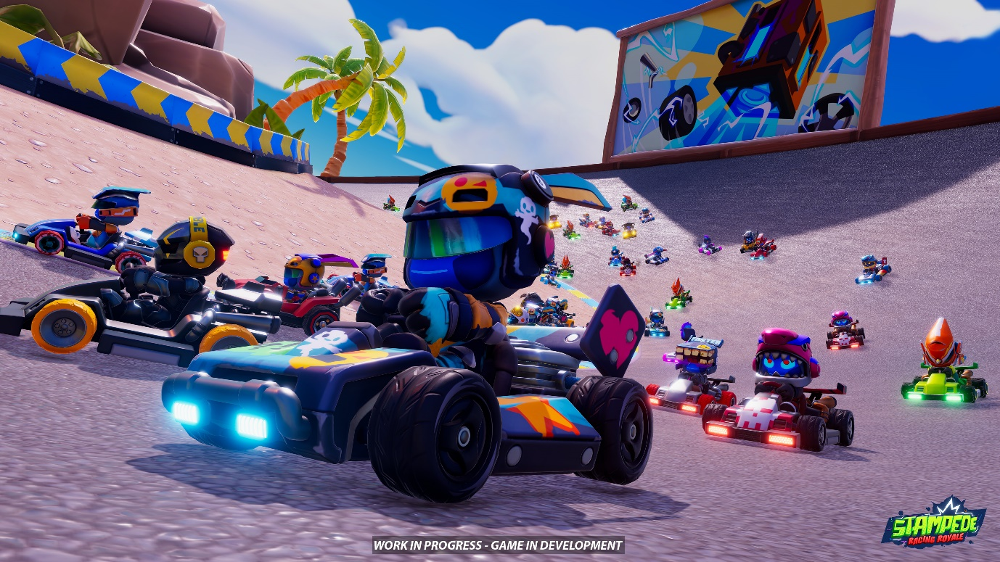 WORK IN PROGRESS - GAME IN DEVELOPMENT
STAMPEDE
RACING ROYALE